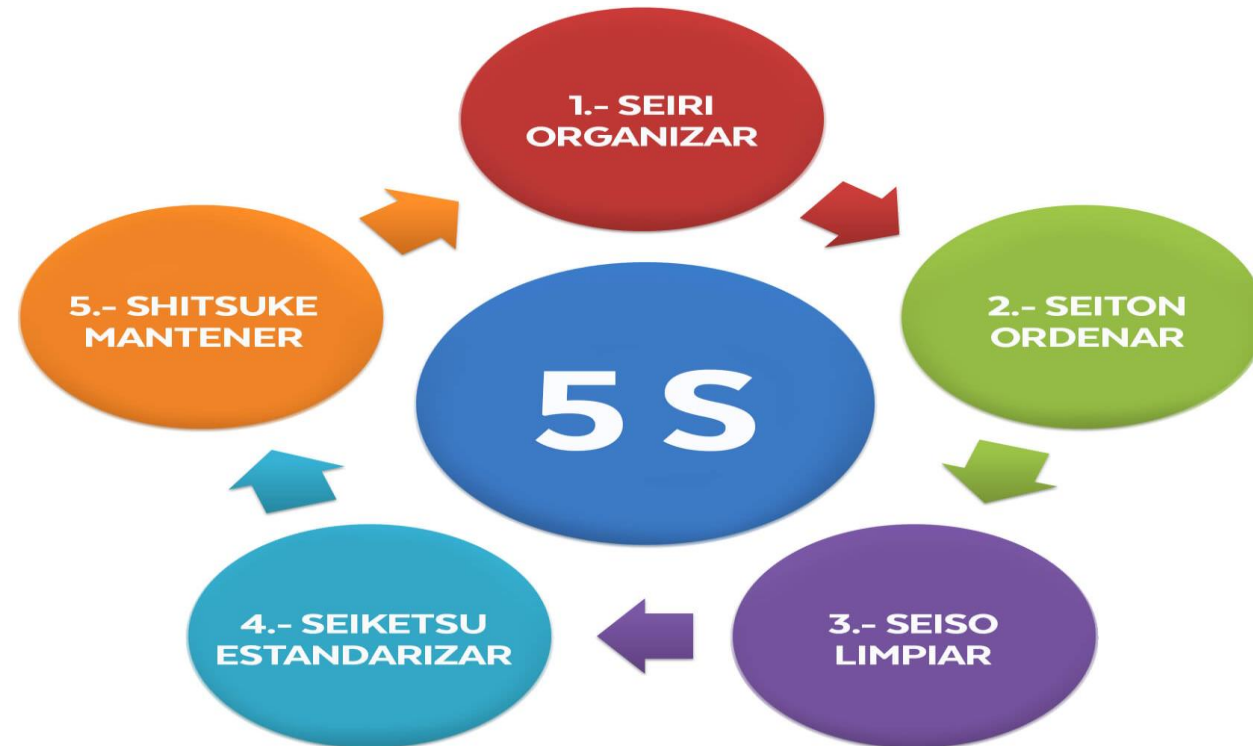 1.- SEIRI
ORGANIZAR
2.- SEITON
ORDENAR
3.- SEISO
LIMPIAR
4.- SEIKETSU
ESTANDARIZAR
5.- SHITSUKE
MANTENER
5 S